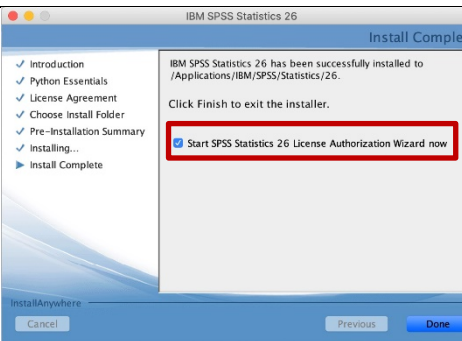 IBM SPSS Statistics 26
Install Comple
Introduction
Python Essentials
License Agreement
Choose Install Folder
Pre-Installation Summary
Installing...
Install Complete
IBM SPSS Statistics 26 has been successfully installed to
/Applications/IBM/SPSS/Statistics/26.
Click Finish to exit the installer.
Start SPSS Statistics 26 License Authorization Wizard now
InstallAnywhere
Cancel
Previous
Done